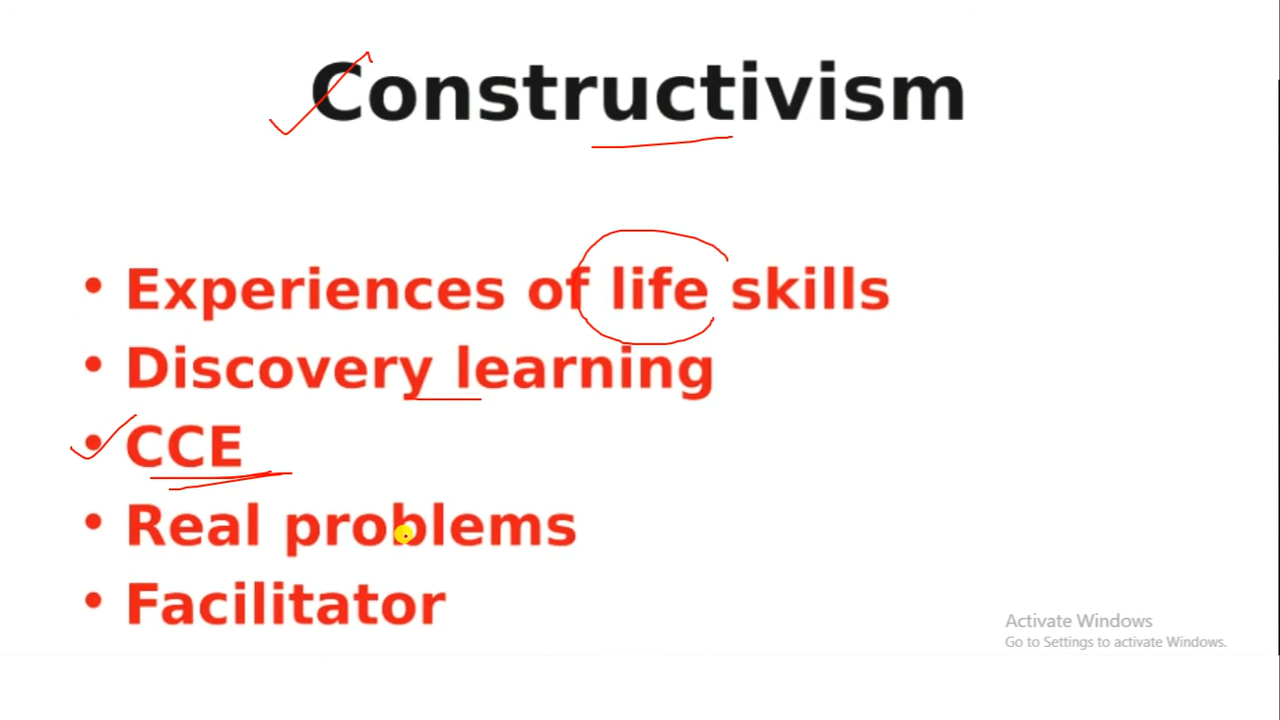 Constructivism
• Experiences of life skills
• Discovery learning
• CCE
• Real problems
• Facilitator
Activate Windows
Go to Settings to activate Windows.